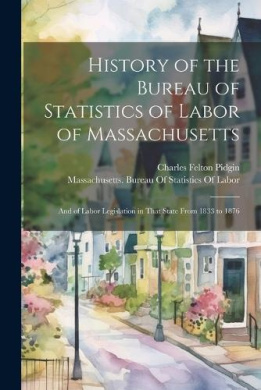 History of the
Bureau of
Statistics of Labor
of Massachusetts
And of Labor Legislation in That State From 1833 to 1876
Charles Felton Pidgin
Massachusetts. Bureau Of Statistics Of Labor